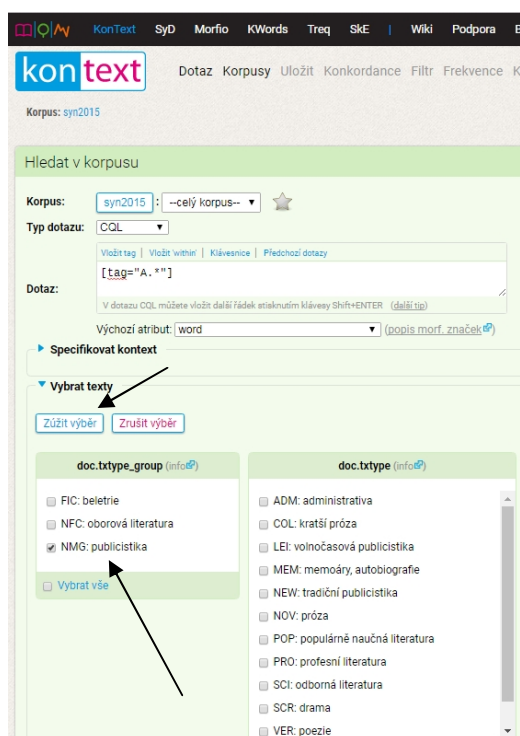 KonText SyD Morfio KWords Treq SkE | Wiki Podpora
kontext
Dotaz Korpusy Uložit Konkordance Filtr Frekvence K
Korpus: syn2015
Hledat v korpusu
Korpus: syn2015 : --celý korpus--
Typ dotazu: CQL
Vložit tag | Vložit 'within' | Klávesnice | Předchozí dotazy
[tag="A.*"]
Dotaz:
V dotazu CQL můžete vložit další řádek stisknutím klávesy Shift+ENTER (další tip)
Výchozí atribut: word (popis morf. značek)
Specifikovat kontext
Vybrat texty
Zúžit výběr Zrušit výběr
doc.txtype_group (info)
FIC: beletrie
NFC: oborová literatura
NMG: publicistika
Vybrat vše
doc.txtype (info)
ADM: administrativa
COL: kratší próza
LEI: volnočasová publicistika
MEM: memoáry, autobiografie
NEW: tradiční publicistika
NOV: próza
POP: populárně naučná literatura
PRO: profesní literatura
SCI: odborná literatura
SCR: drama
VER: poezie